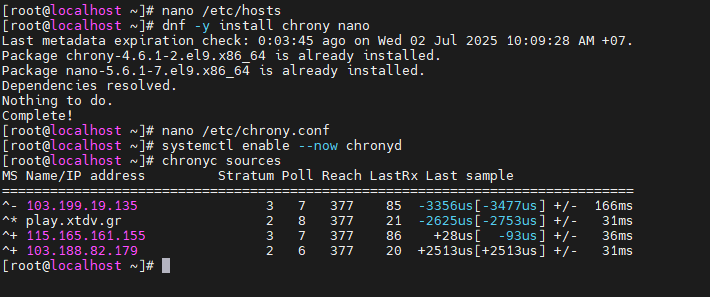 [root@localhost ~]# nano /etc/hosts
[root@localhost ~]# dnf -y install chrony nano
Last metadata expiration check: 0:03:45 ago on Wed 02 Jul 2025 10:09:28 AM +07.
Package chrony-4.6.1-2.el9.x86_64 is already installed.
Package nano-5.6.1-7.el9.x86_64 is already installed.
Dependencies resolved.
Nothing to do.
Complete!
[root@localhost ~]# nano /etc/chrony.conf
[root@localhost ~]# systemctl enable --now chronyd
[root@localhost ~]# chronyc sources
MS Name/IP address         Stratum Poll Reach LastRx Last sample
===============================================================================
^- 103.199.19.135                3   7   377    85  -3356us[-3477us] +/-  166ms
^* play.xtdv.gr                  2   8   377    21  -2625us[-2753us] +/-   31ms
^+ 115.165.161.155               3   7   377    86    +28us[  -93us] +/-   36ms
^+ 103.188.82.179                2   6   377    20  +2513us[+2513us] +/-   31ms
[root@localhost ~]#